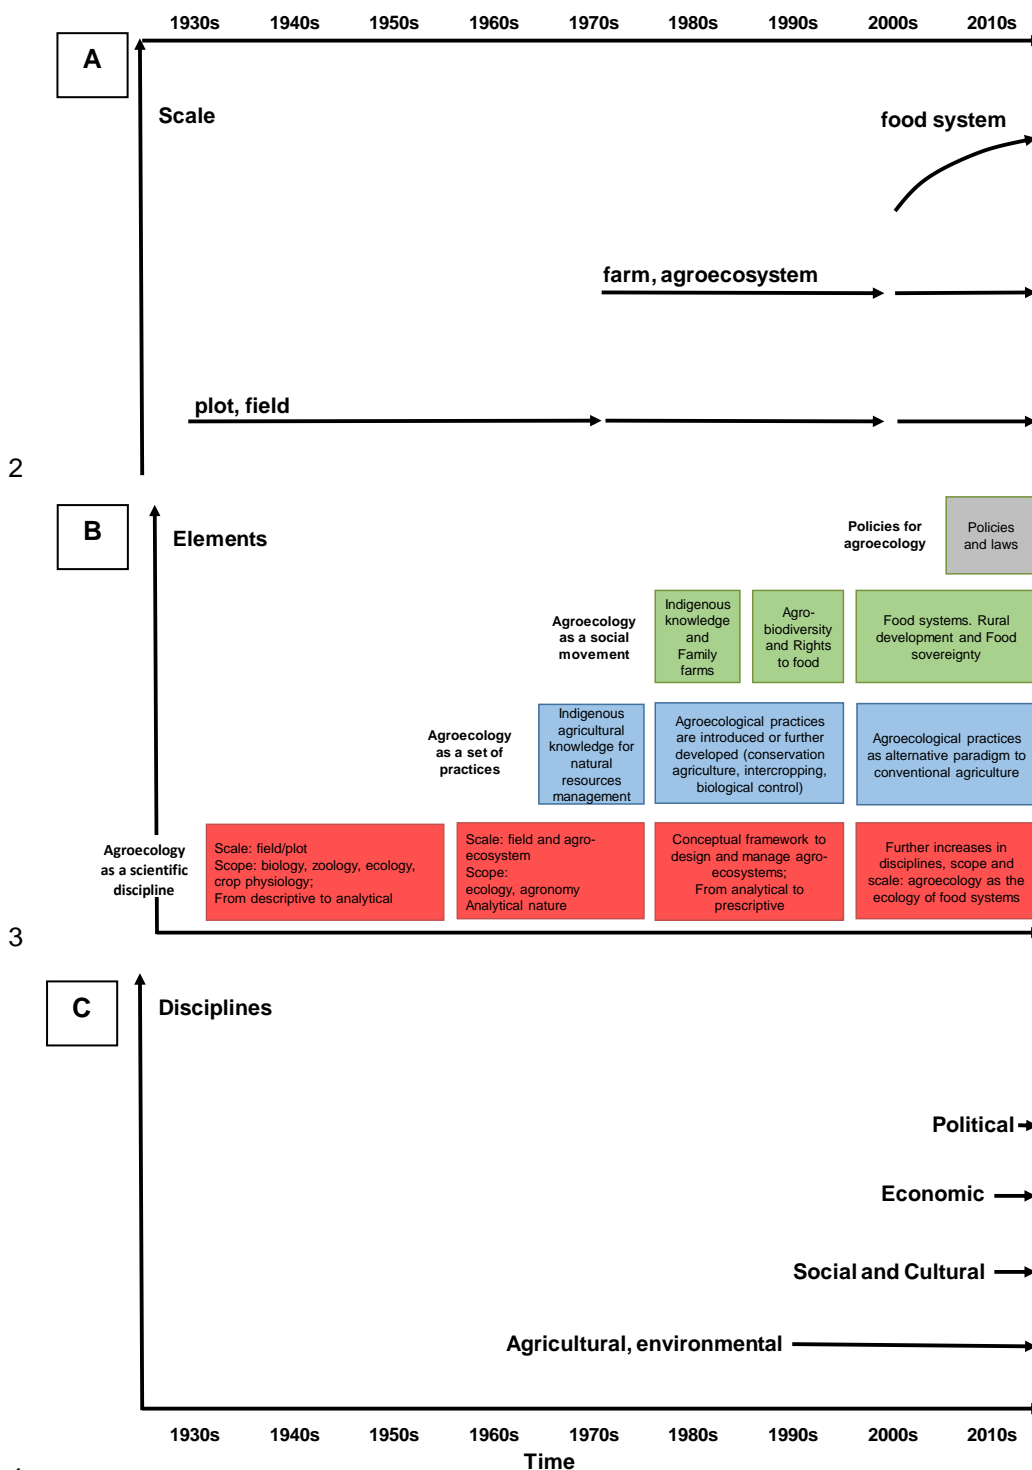 1930s 1940s 1950s 1960s 1970s 1980s 1990s 2000s 2010s
A
Scale
food system
farm, agroecosystem
plot, field
2
B
Elements
Policies for
agroecology
Policies
and laws
Agroecology
as a social
movement
Indigenous
knowledge
and
Family
farms
Agro-
biodiversity
and Rights
to food
Food systems. Rural
development and Food
sovereignty
Agroecology
as a set of
practices
Indigenous
agricultural
knowledge for
natural
resources
management
Agroecological practices
are introduced or further
developed (conservation
agriculture, intercropping,
biological control)
Agroecological practices
as alternative paradigm to
conventional agriculture
Agroecology
as a scientific
discipline
Scale: field/plot
Scope: biology, zoology, ecology,
crop physiology;
From descriptive to analytical
Scale: field and agro-
ecosystem
Scope:
ecology, agronomy
Analytical nature
Conceptual framework to
design and manage agro-
ecosystems;
From analytical to
prescriptive
Further increases in
disciplines, scope and
scale: agroecology as the
ecology of food systems
3
C
Disciplines
Political
Economic
Social and Cultural
Agricultural, environmental
1930s 1940s 1950s 1960s 1970s 1980s 1990s 2000s 2010s
Time